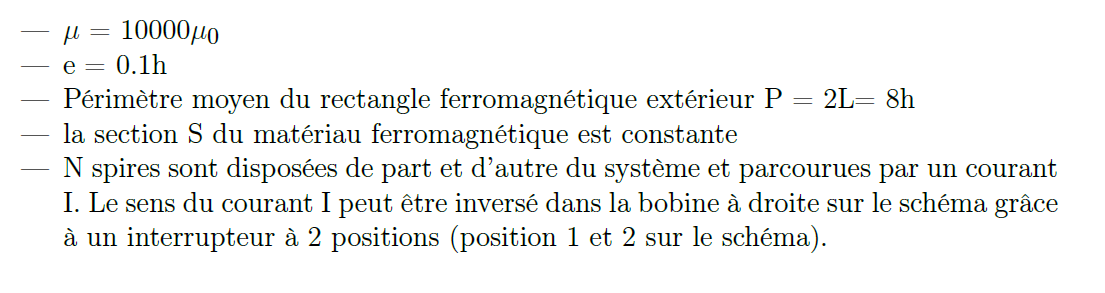 — μ = 10000μ₀
— e = 0.1h
— Périmètre moyen du rectangle ferromagnétique extérieur P = 2L= 8h
— la section S du matériau ferromagnétique est constante
— N spires sont disposées de part et d'autre du système et parcourues par un courant
I. Le sens du courant I peut être inversé dans la bobine à droite sur le schéma grâce
à un interrupteur à 2 positions (position 1 et 2 sur le schéma).